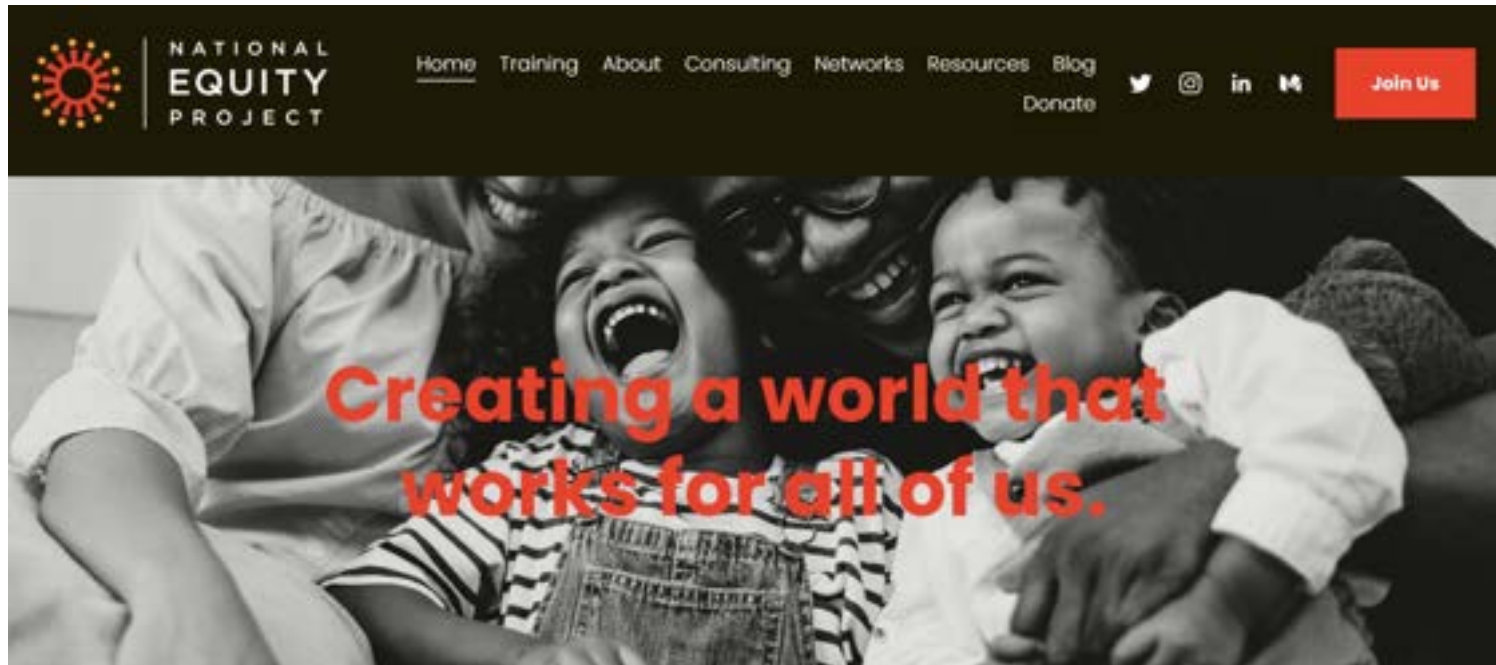 NATIONAL
EQUITY
PROJECT
Home Training About Consulting Networks Resources Blog
Donate
Join Us
Creating a world that
works for all of us.